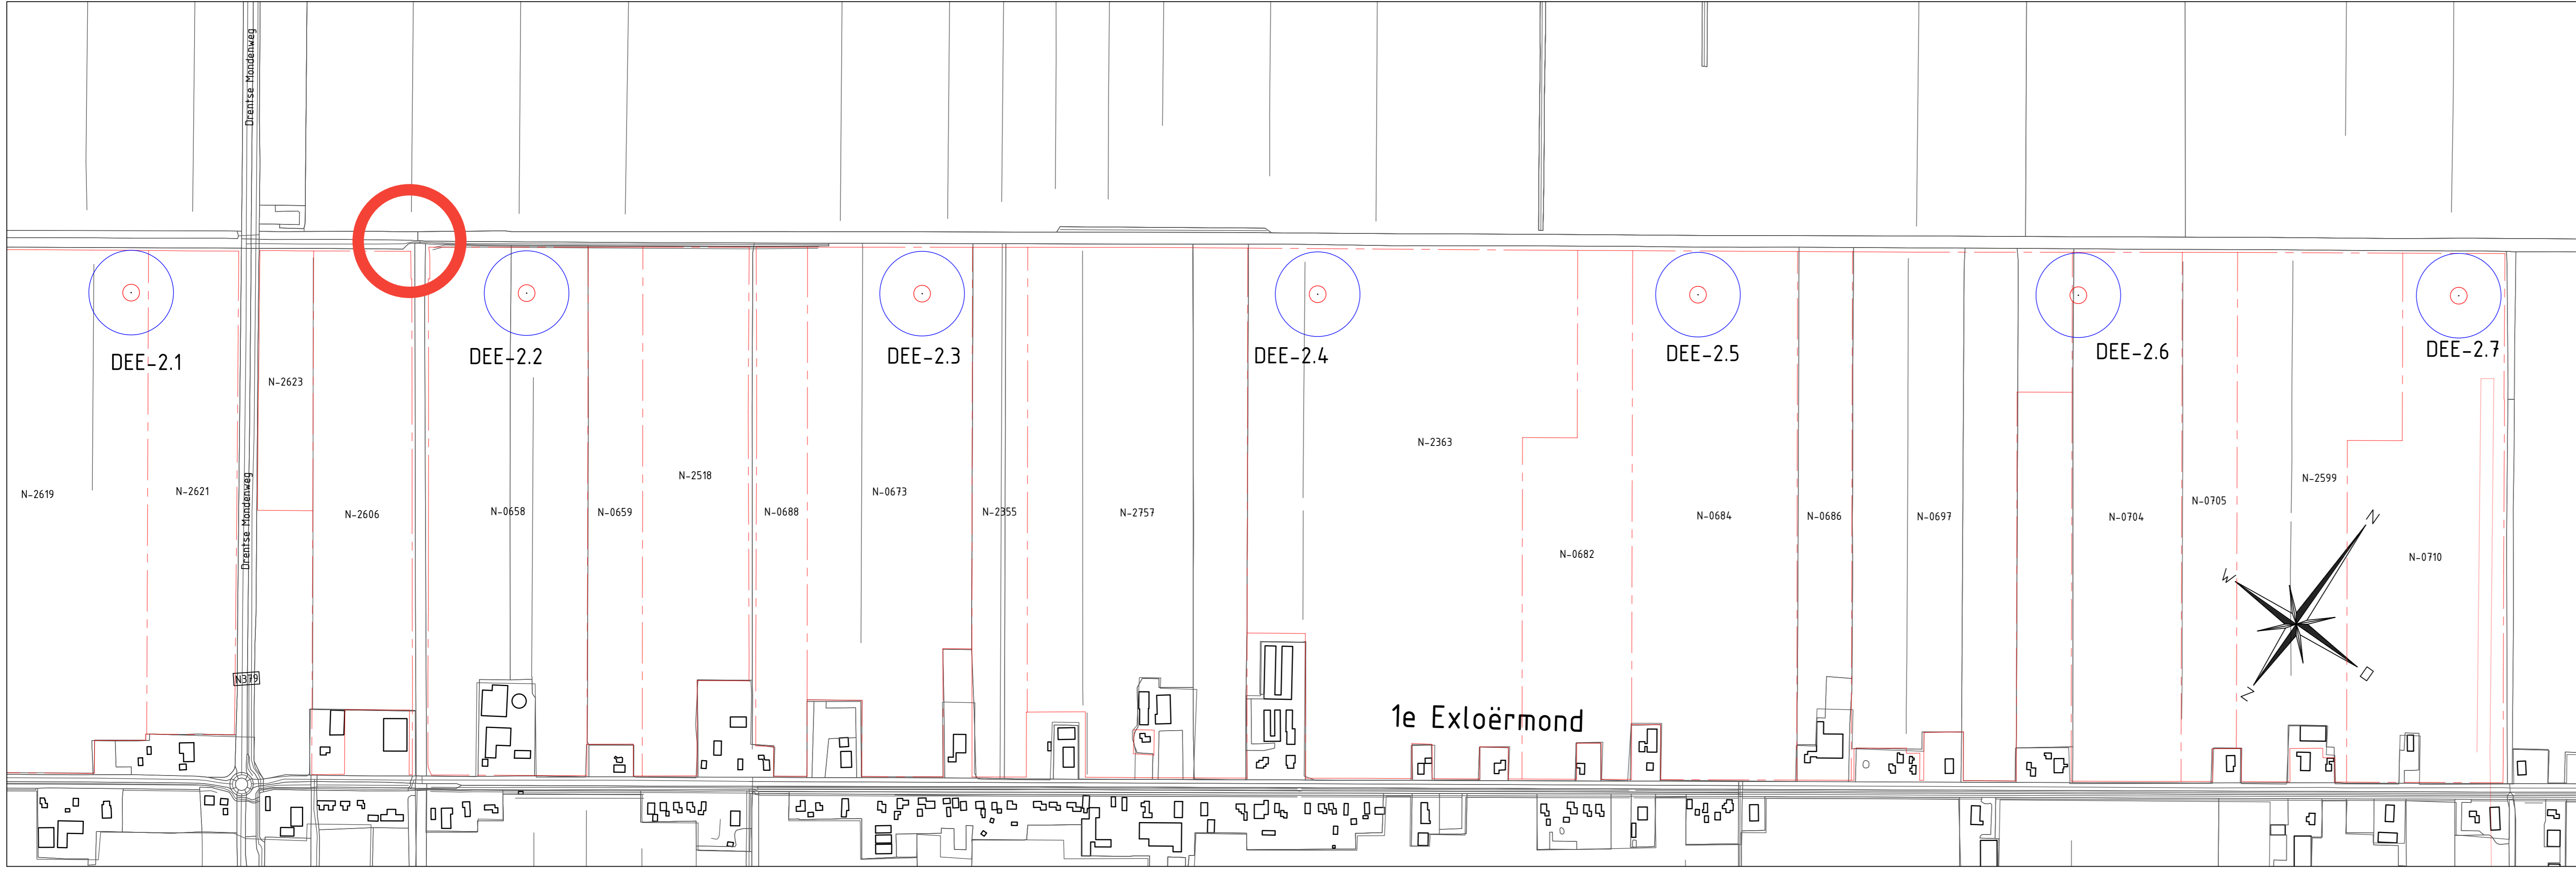 Drentse Mondenweg
DEE-2.1
DEE-2.2
DEE-2.3
DEE-2.4
DEE-2.5
DEE-2.6
DEE-2.7
N-2623
N-2363
N-2619
N-2621
Drentse Mondenweg
N-2606
N-0658
N-0659
N-2518
N-0688
N-0673
N-2355
N-2757
N-0682
N-0684
N-0686
N-0697
N-0704
N-0705
N-2599
N-0710
N
W
O
Z
N379
1e Exloërmond